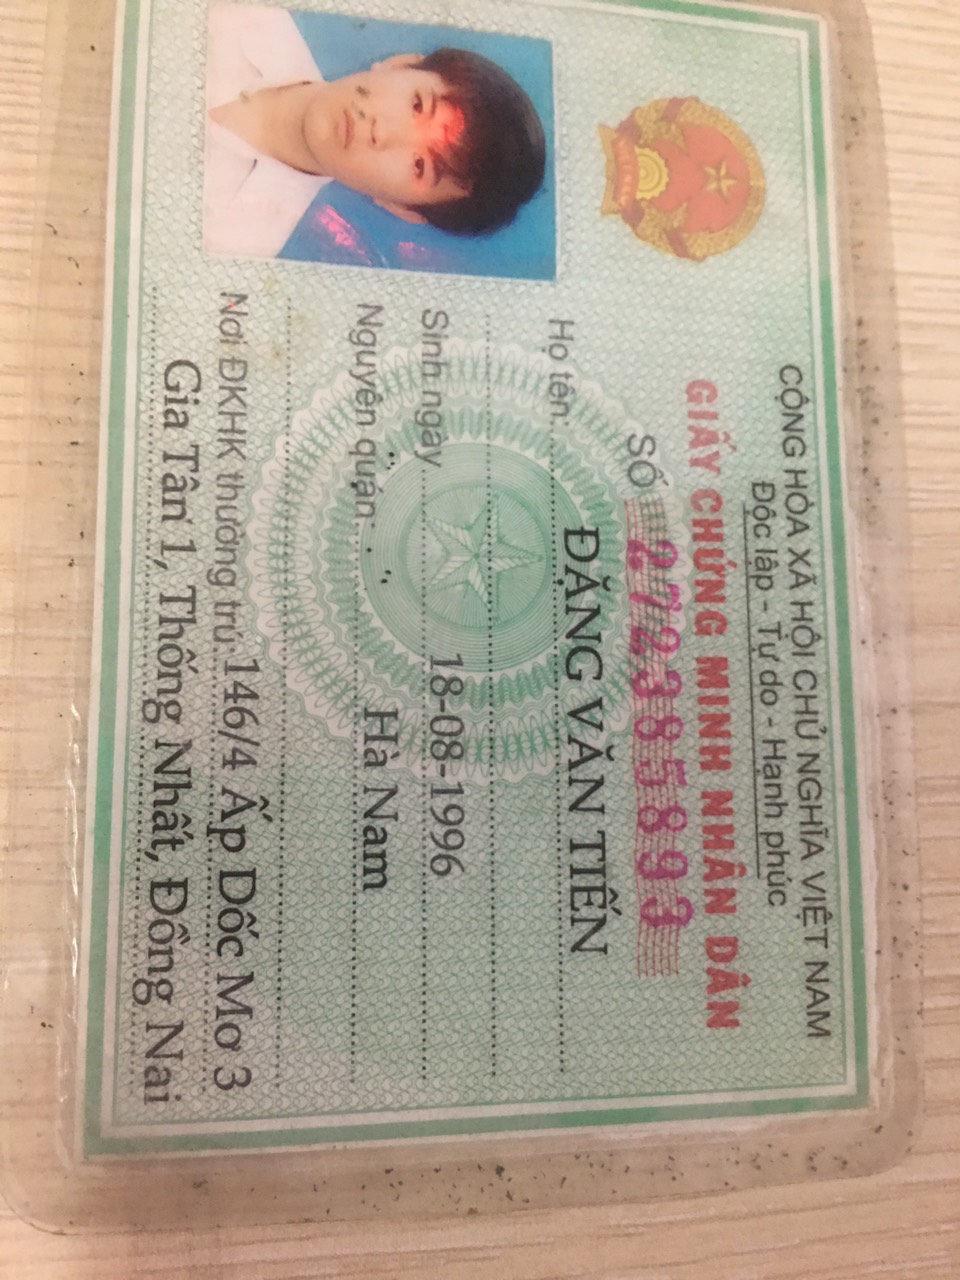 CỘNG HÒA XÃ HỘI CHỦ NGHĨA VIỆT NAM
Độc lập - Tự do - Hạnh phúc
GIẤY CHỨNG MINH NHÂN DÂN
SỐ 272385893
Họ tên: ĐẶNG VĂN TIẾN
Sinh ngày 18-08-1996
Nguyên quán: Hà Nam
Nơi ĐKHK thường trú: 146/4 Ấp Dốc Mơ 3
Gia Tân 1, Thống Nhất, Đồng Nai